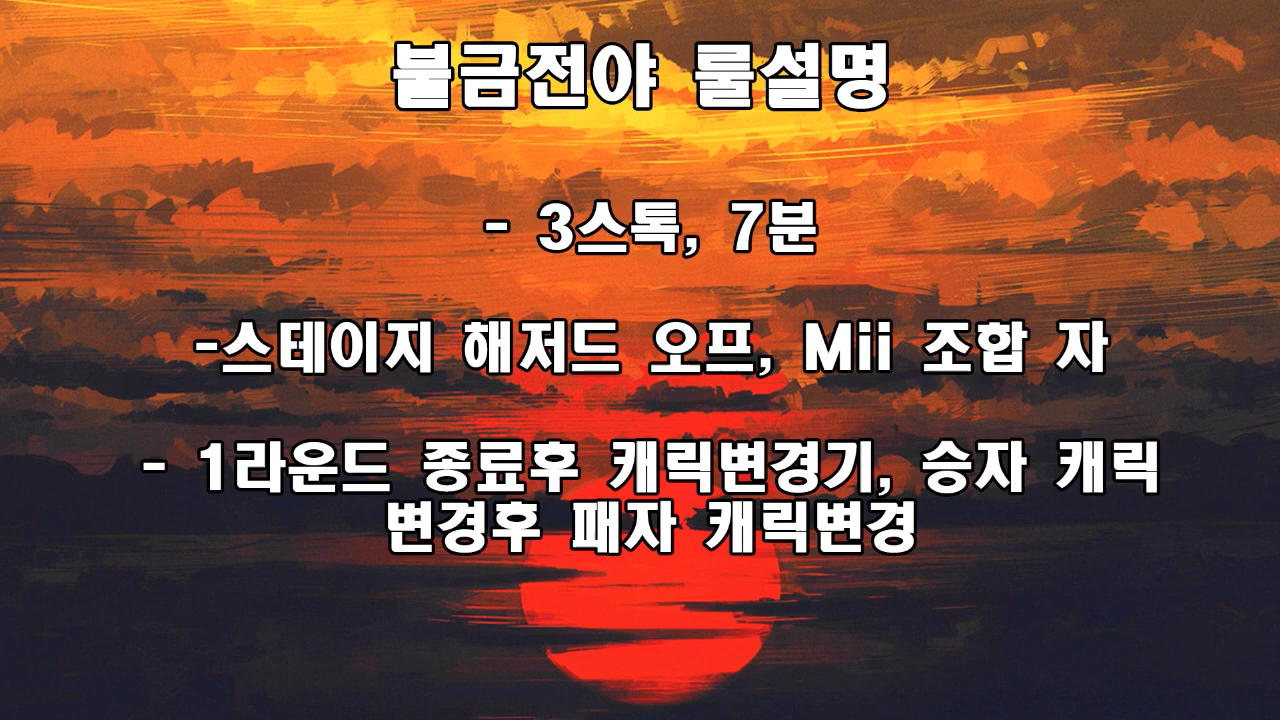 불금전야 룰설명
- 3스톡, 7분
-스테이지 해저드 오프, Mii 조합 자
- 1라운드 종료후 캐릭변경기, 승자 캐릭
변경후 패자 캐릭변경